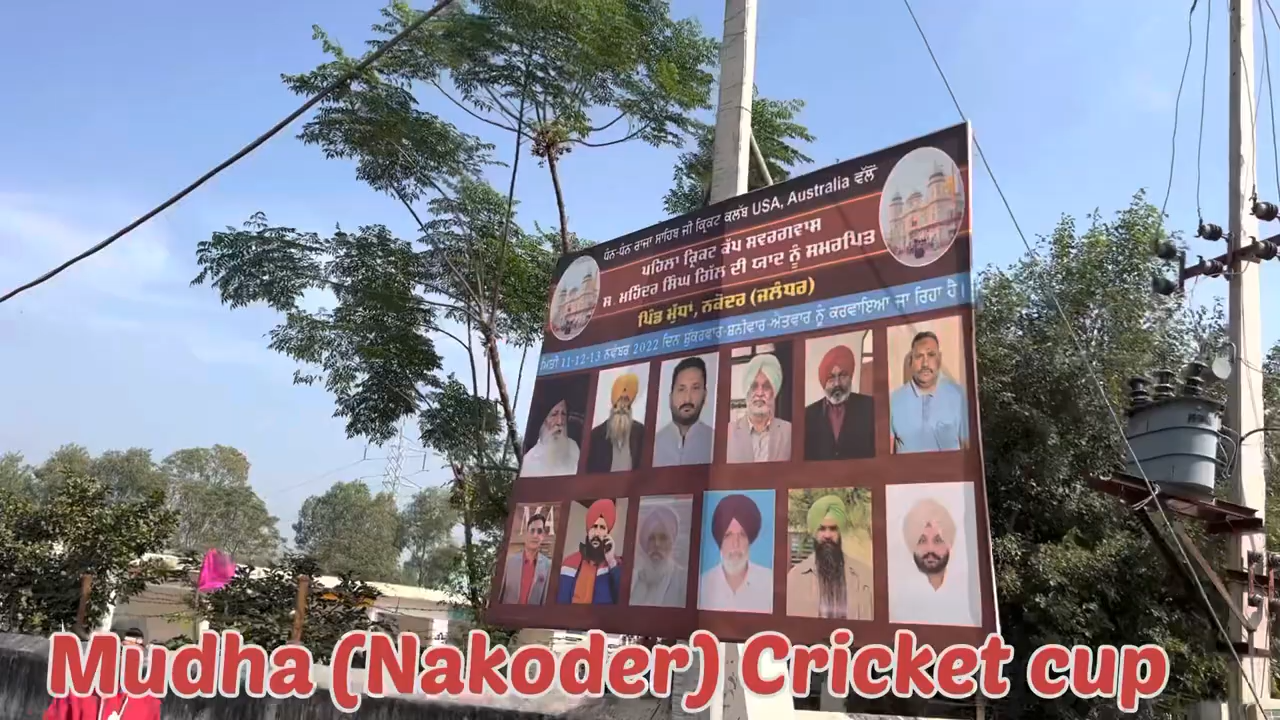 ਧੰਨ-ਧੰਨ ਰਾਜਾ ਸਾਹਿਬ ਜੀ ਕ੍ਰਿਕਟ ਕਲੱਬ USA, Australia ਵੱਲੋਂ
ਪਹਿਲਾ ਕ੍ਰਿਕਟ ਕੱਪ ਸਵਰਗਵਾਸ
ਸ. ਮਹਿੰਦਰ ਸਿੰਘ ਗਿੱਲ ਦੀ ਯਾਦ ਨੂੰ ਸਮਰਪਿਤ
ਪਿੰਡ ਮੁੱਧਾਂ, ਨਕੋਦਰ (ਜਲੰਧਰ)
ਮਿਤੀ 11-12-13 ਨਵੰਬਰ 2022 ਦਿਨ ਸ਼ੁੱਕਰਵਾਰ-ਸ਼ਨੀਵਾਰ-ਐਤਵਾਰ ਨੂੰ ਕਰਵਾਇਆ ਜਾ ਰਿਹਾ ਹੈ।
Mudha (Nakoder) Cricket cup